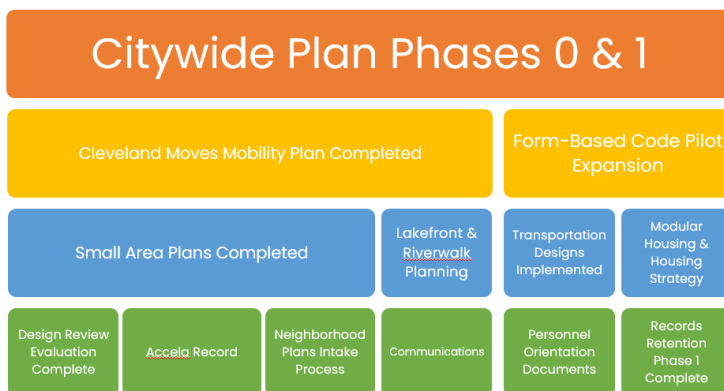 Citywide Plan Phases 0 & 1
Cleveland Moves Mobility Plan Completed
Form-Based Code Pilot
Expansion
Small Area Plans Completed
Lakefront &
Riverwalk
Planning
Transportation
Designs
Implemented
Modular
Housing &
Housing
Strategy
Design Review
Evaluation
Complete
Accela Record
Neighborhood
Plans Intake
Process
Communications
Personnel
Orientation
Documents
Records
Retention
Phase 1
Complete